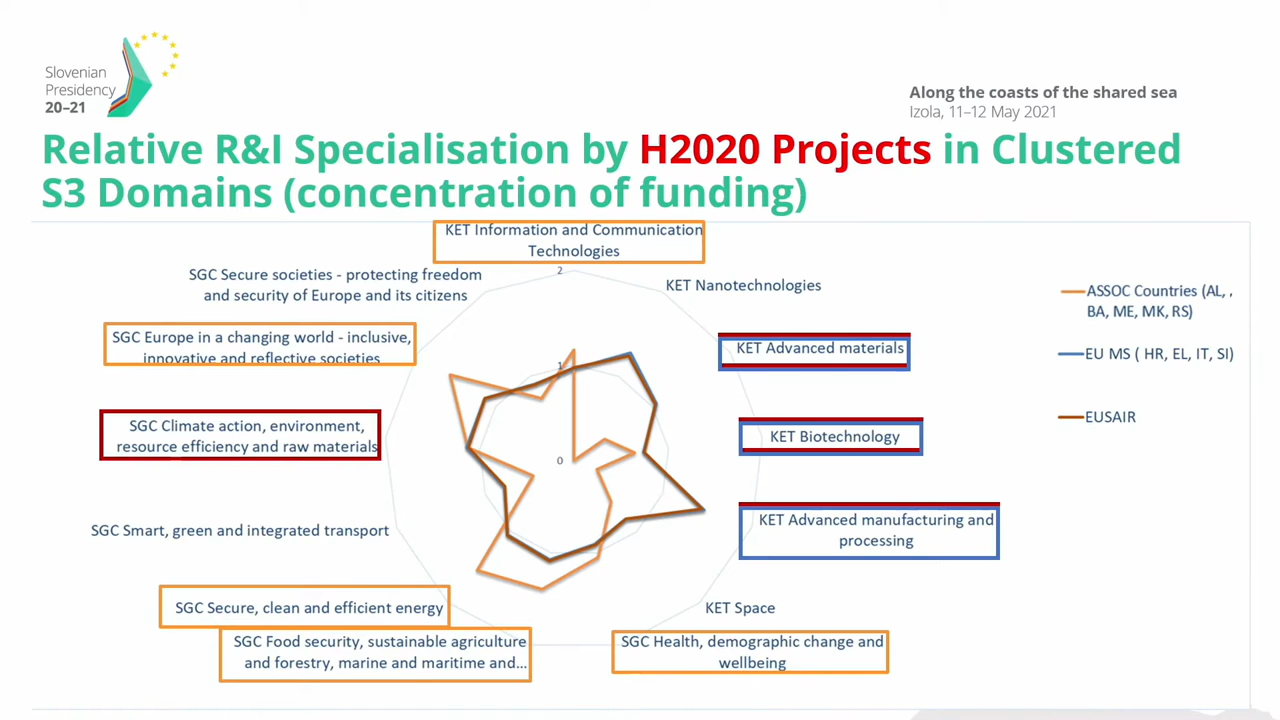 Slovenian
Presidency
20–21
Along the coasts of the shared sea
Izola, 11–12 May 2021
Relative R&I Specialisation by H2020 Projects in Clustered
S3 Domains (concentration of funding)
KET Information and Communication
Technologies
2
1
0
KET Nanotechnologies
KET Advanced materials
KET Biotechnology
KET Advanced manufacturing and
processing
KET Space
SGC Health, demographic change and
wellbeing
SGC Food security, sustainable agriculture
and forestry, marine and maritime and...
SGC Secure, clean and efficient energy
SGC Smart, green and integrated transport
SGC Climate action, environment,
resource efficiency and raw materials
SGC Europe in a changing world - inclusive,
innovative and reflective societies
SGC Secure societies - protecting freedom
and security of Europe and its citizens
ASSOC Countries (AL, ,
BA, ME, MK, RS)
EU MS ( HR, EL, IT, SI)
EUSAIR